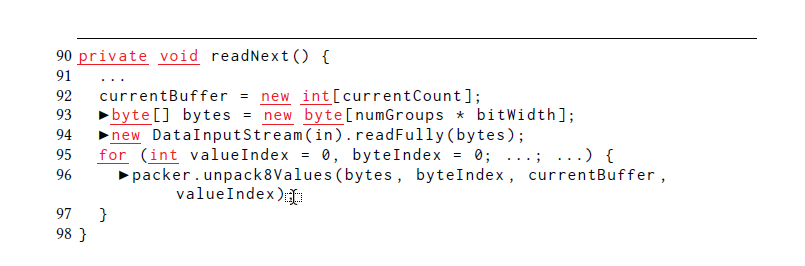 90 private void readNext() {
91 ...
92 currentBuffer = new int[currentCount];
93 ►byte[] bytes = new byte[numGroups * bitWidth];
94 ►new DataInputStream(in).readFully(bytes);
95 for (int valueIndex = 0, byteIndex = 0; ...; ...) {
96 ►packer.unpack8Values(bytes, byteIndex, currentBuffer,
valueIndex);
97 }
98 }